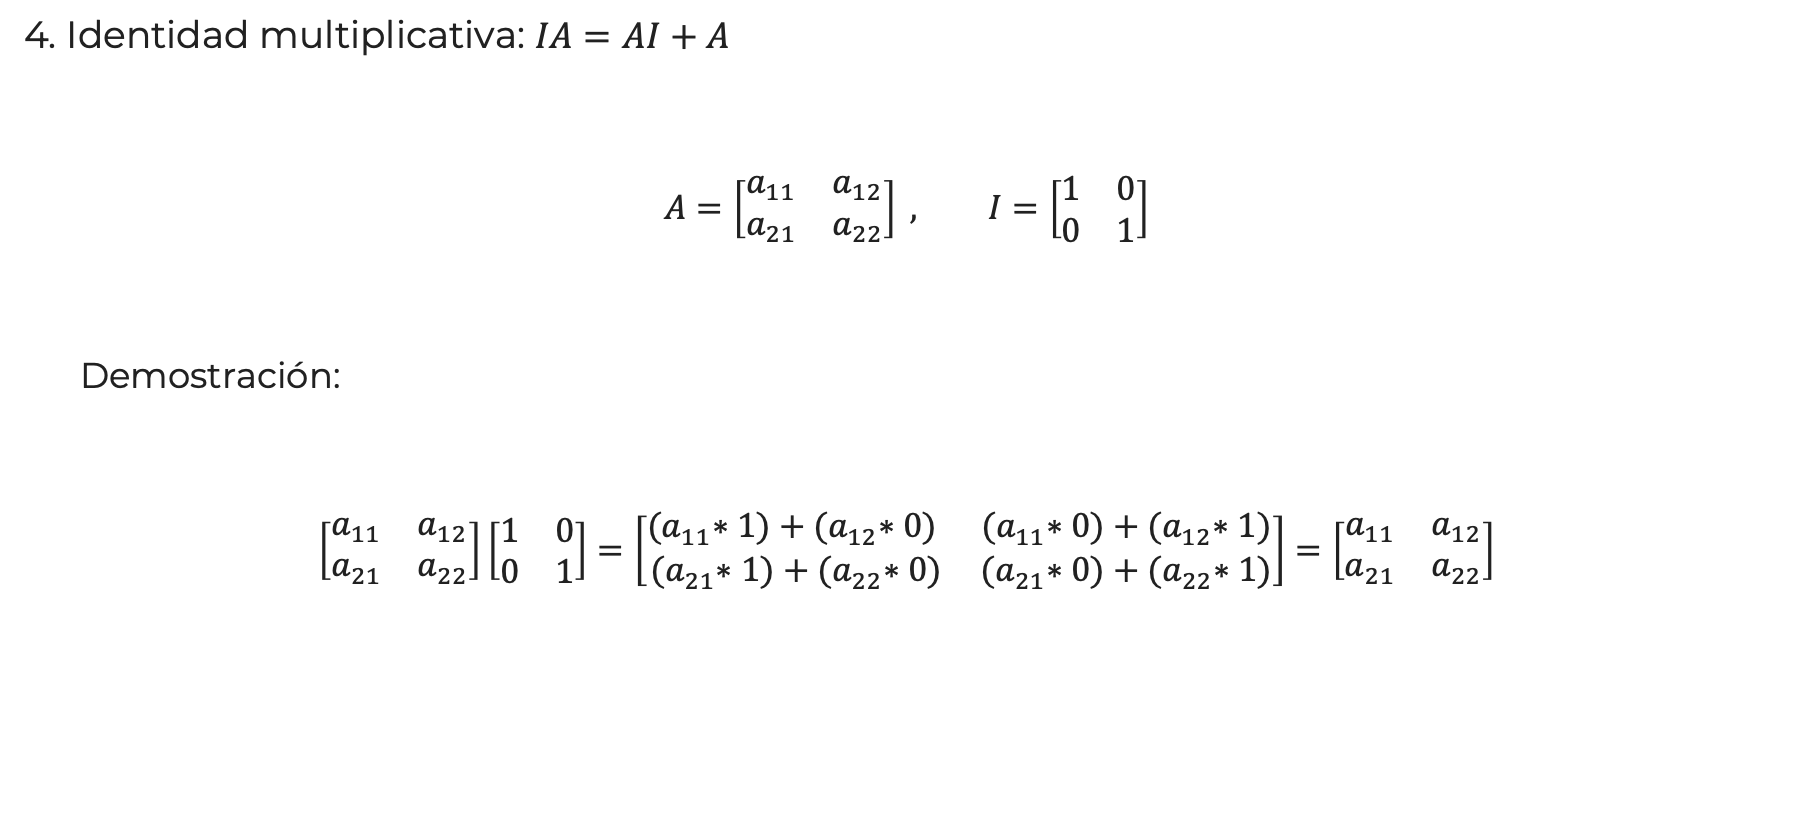 4. Identidad multiplicativa: IA = AI + A
A = [a₁₁ a₁₂; a₂₁ a₂₂], I = [1 0; 0 1]
Demostración:
[a₁₁ a₁₂; a₂₁ a₂₂] [1 0; 0 1] = [(a₁₁* 1) + (a₁₂* 0) (a₁₁* 0) + (a₁₂* 1); (a₂₁* 1) + (a₂₂* 0) (a₂₁* 0) + (a₂₂* 1)] = [a₁₁ a₁₂; a₂₁ a₂₂]